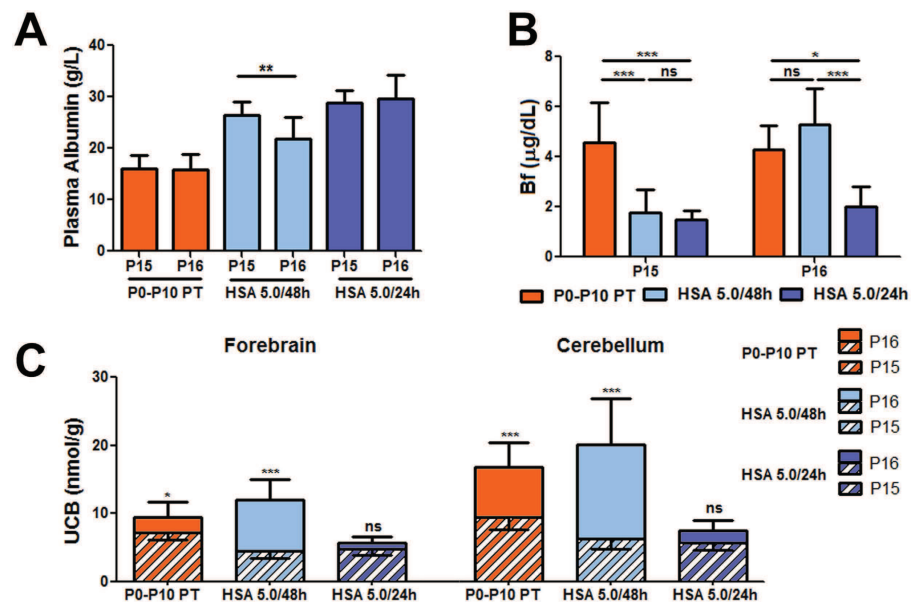 A
Plasma Albumin (g/L)
40
30
20
10
0
**
P15 P16 P15 P16 P15 P16
P0-P10 PT HSA 5.0/48h HSA 5.0/24h
B
Bf (µg/dL)
8
6
4
2
0
*** *
*** ns ns ***
P15 P16
P0-P10 PT HSA 5.0/48h HSA 5.0/24h
C
Forebrain Cerebellum
UCB (nmol/g)
30
20
10
0
* *** ns *** *** ns
P0-P10 PT HSA 5.0/48h HSA 5.0/24h P0-P10 PT HSA 5.0/48h HSA 5.0/24h
P0-P10 PT P16
P15
HSA 5.0/48h P16
P15
HSA 5.0/24h P16
P15